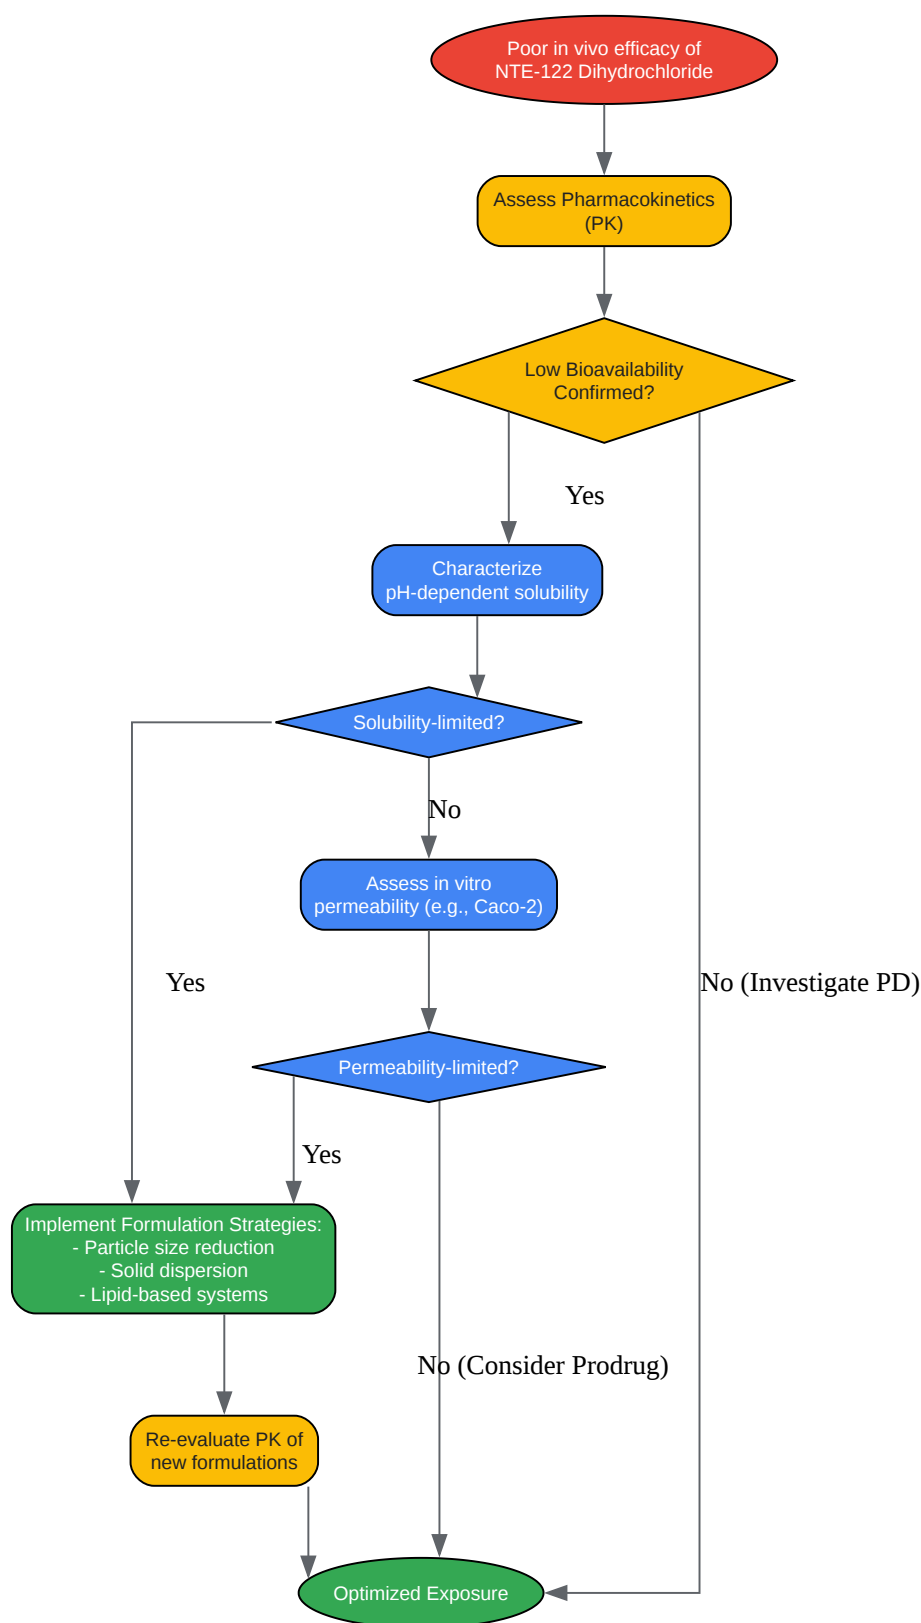 Poor in vivo efficacy of
NTE-122 Dihydrochloride
Assess Pharmacokinetics
(PK)
Low Bioavailability
Confirmed?
Yes
Characterize
pH-dependent solubility
Solubility-limited?
No
Assess in vitro
permeability (e.g., Caco-2)
Yes
No (Investigate PD)
Permeability-limited?
Yes
Implement Formulation Strategies:
- Particle size reduction
- Solid dispersion
- Lipid-based systems
No (Consider Prodrug)
Re-evaluate PK of
new formulations
Optimized Exposure